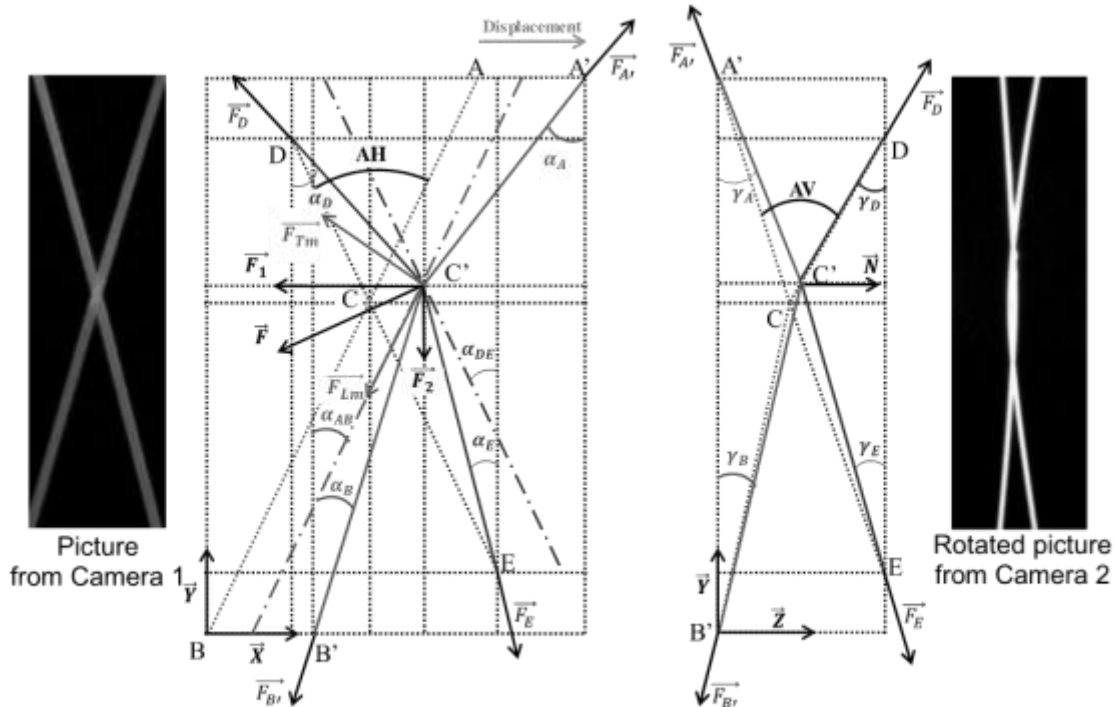 Displacement
A
A'
F_A'
F_D
D
AH
α_A
α_D
F_Tm
F_1
C'
C
F
F_2
F_Lm
α_DE
α_AB
α_E
α_B
E
Y
B
X
B'
F_B'
F_E
Picture
from Camera 1
F_A'
A'
F_D
D
γ_A
AV
γ_D
C'
N
C
γ_B
γ_E
E
Y
B'
Z
F_E
F_B'
Rotated picture
from Camera 2